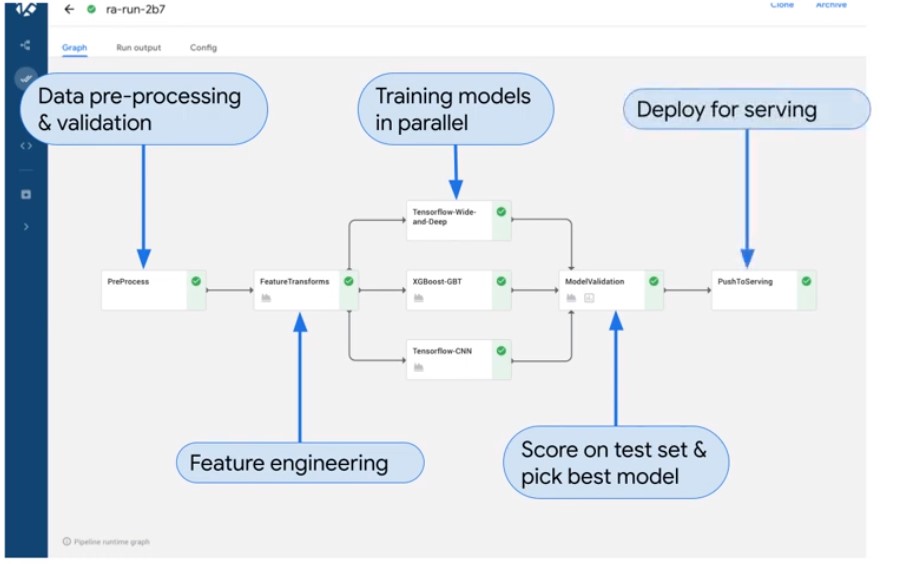 ra-run-2b7
Clone
Archive
Graph
Run output
Config
Data pre-processing
& validation
Training models
in parallel
Deploy for serving
Tensorflow-Wide-
and-Deep
PreProcess
FeatureTransforms
XGBoost-GBT
ModelValidation
PushToServing
Tensorflow-CNN
Feature engineering
Score on test set &
pick best model
Pipeline runtime graph